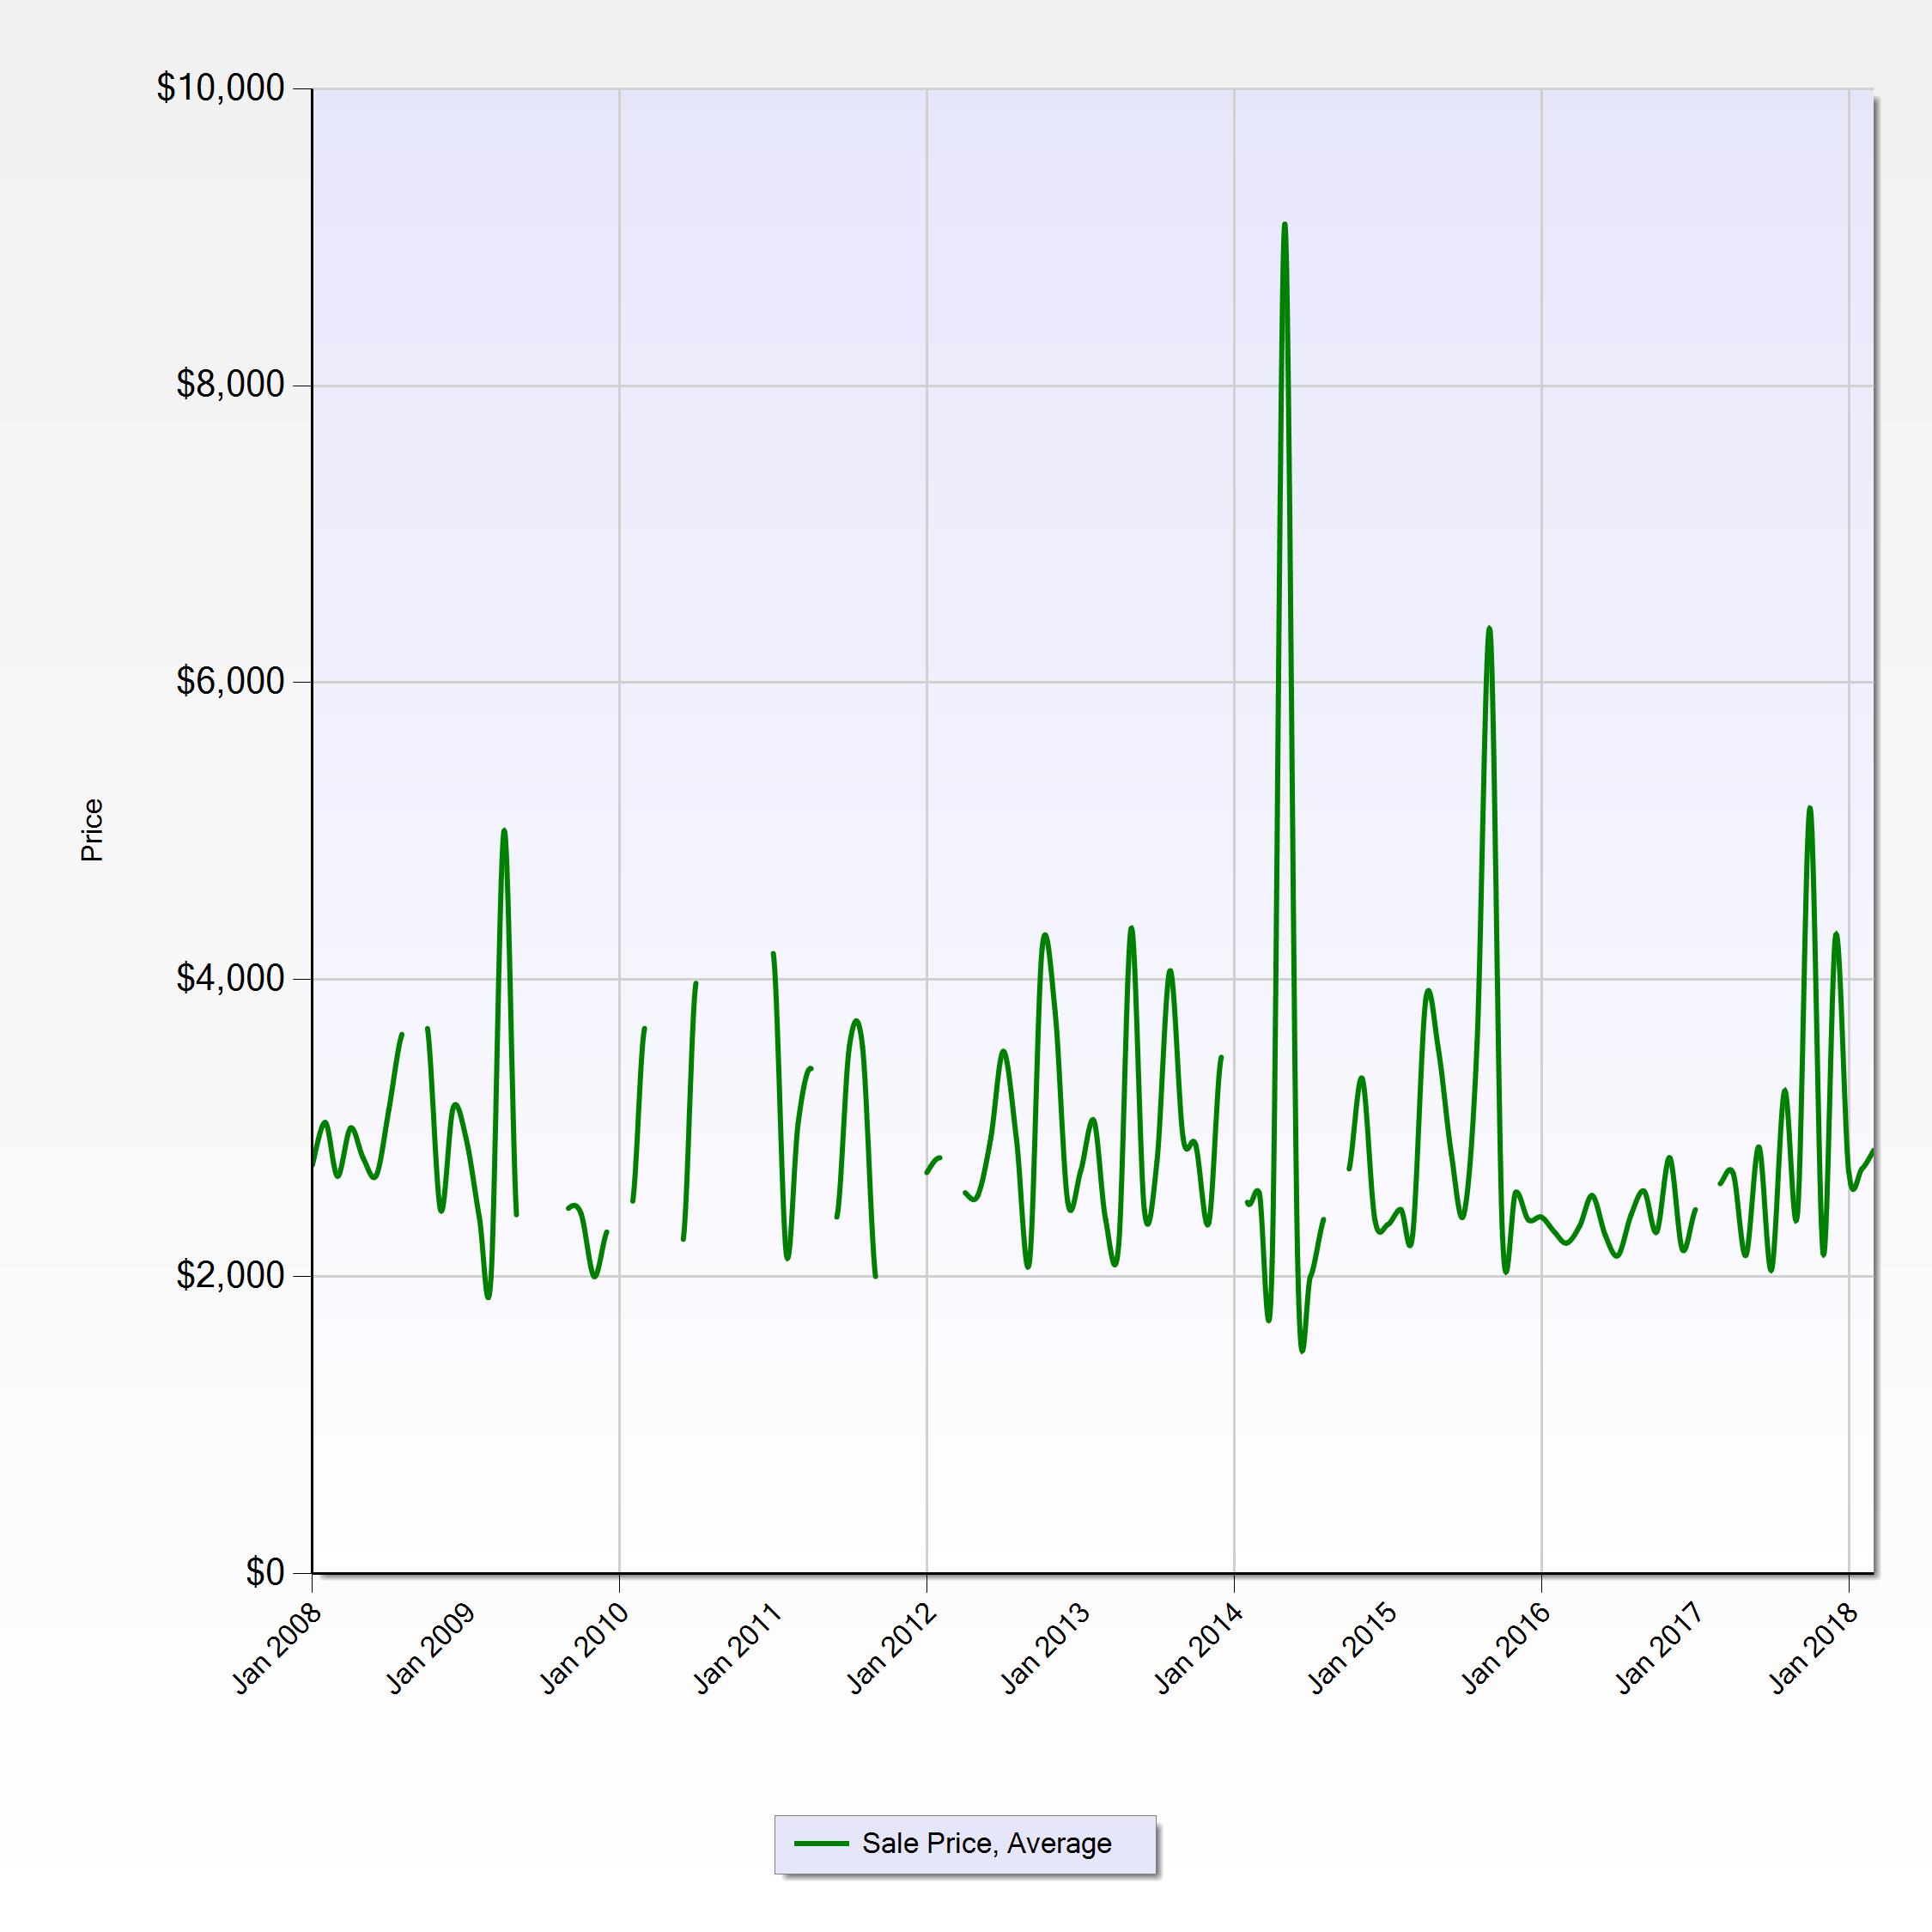 $10,000
$8,000
$6,000
$4,000
$2,000
$0
Price
Jan 2008
Jan 2009
Jan 2010
Jan 2011
Jan 2012
Jan 2013
Jan 2014
Jan 2015
Jan 2016
Jan 2017
Jan 2018
Sale Price, Average